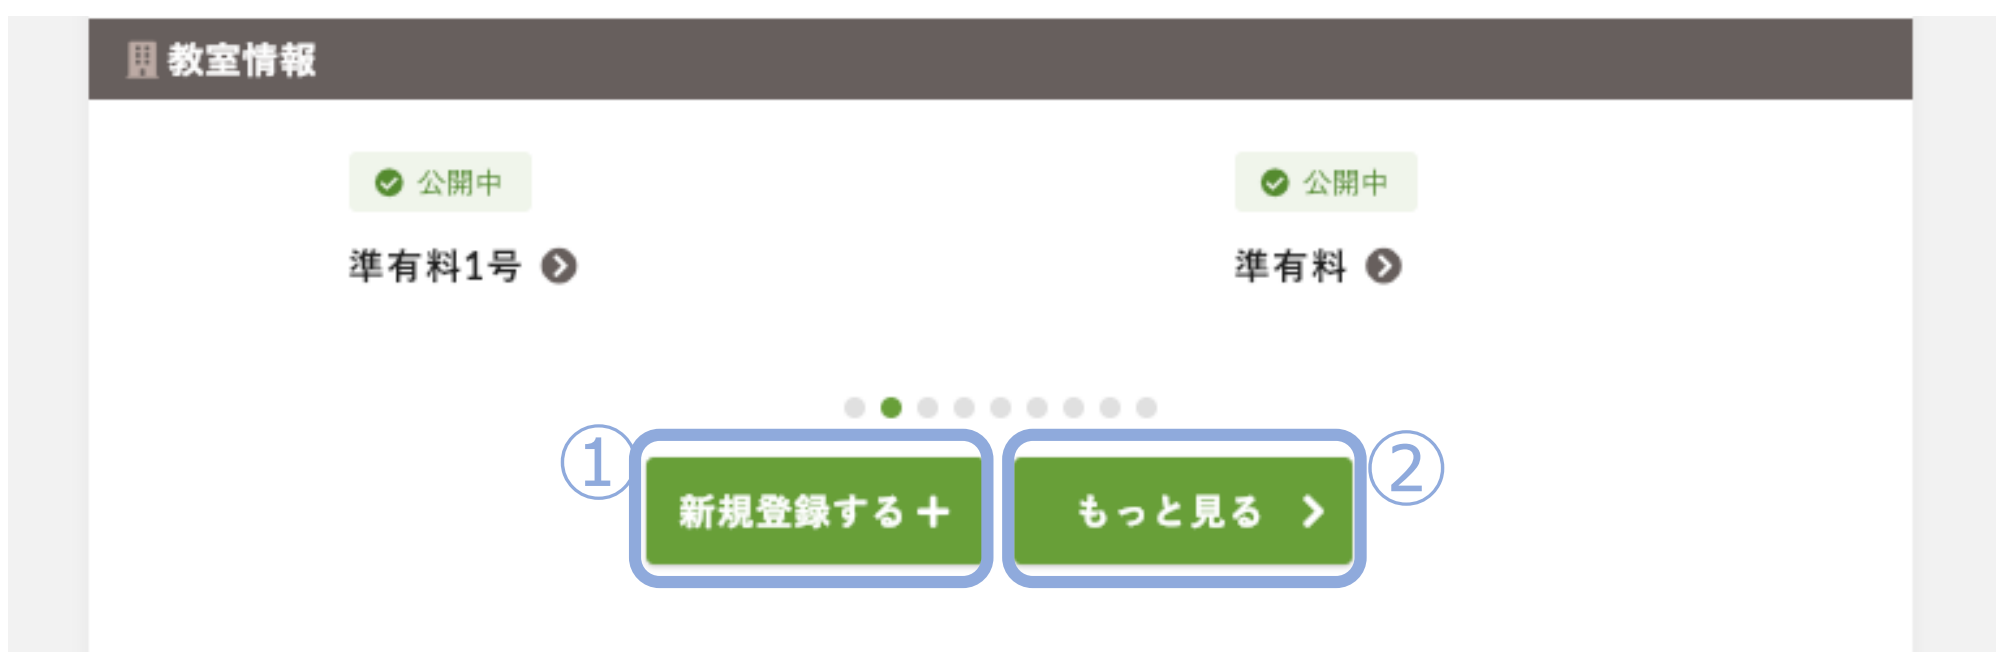 教室情報
公開中
公開中
準有料1号
準有料
① 新規登録する+ もっと見る ②